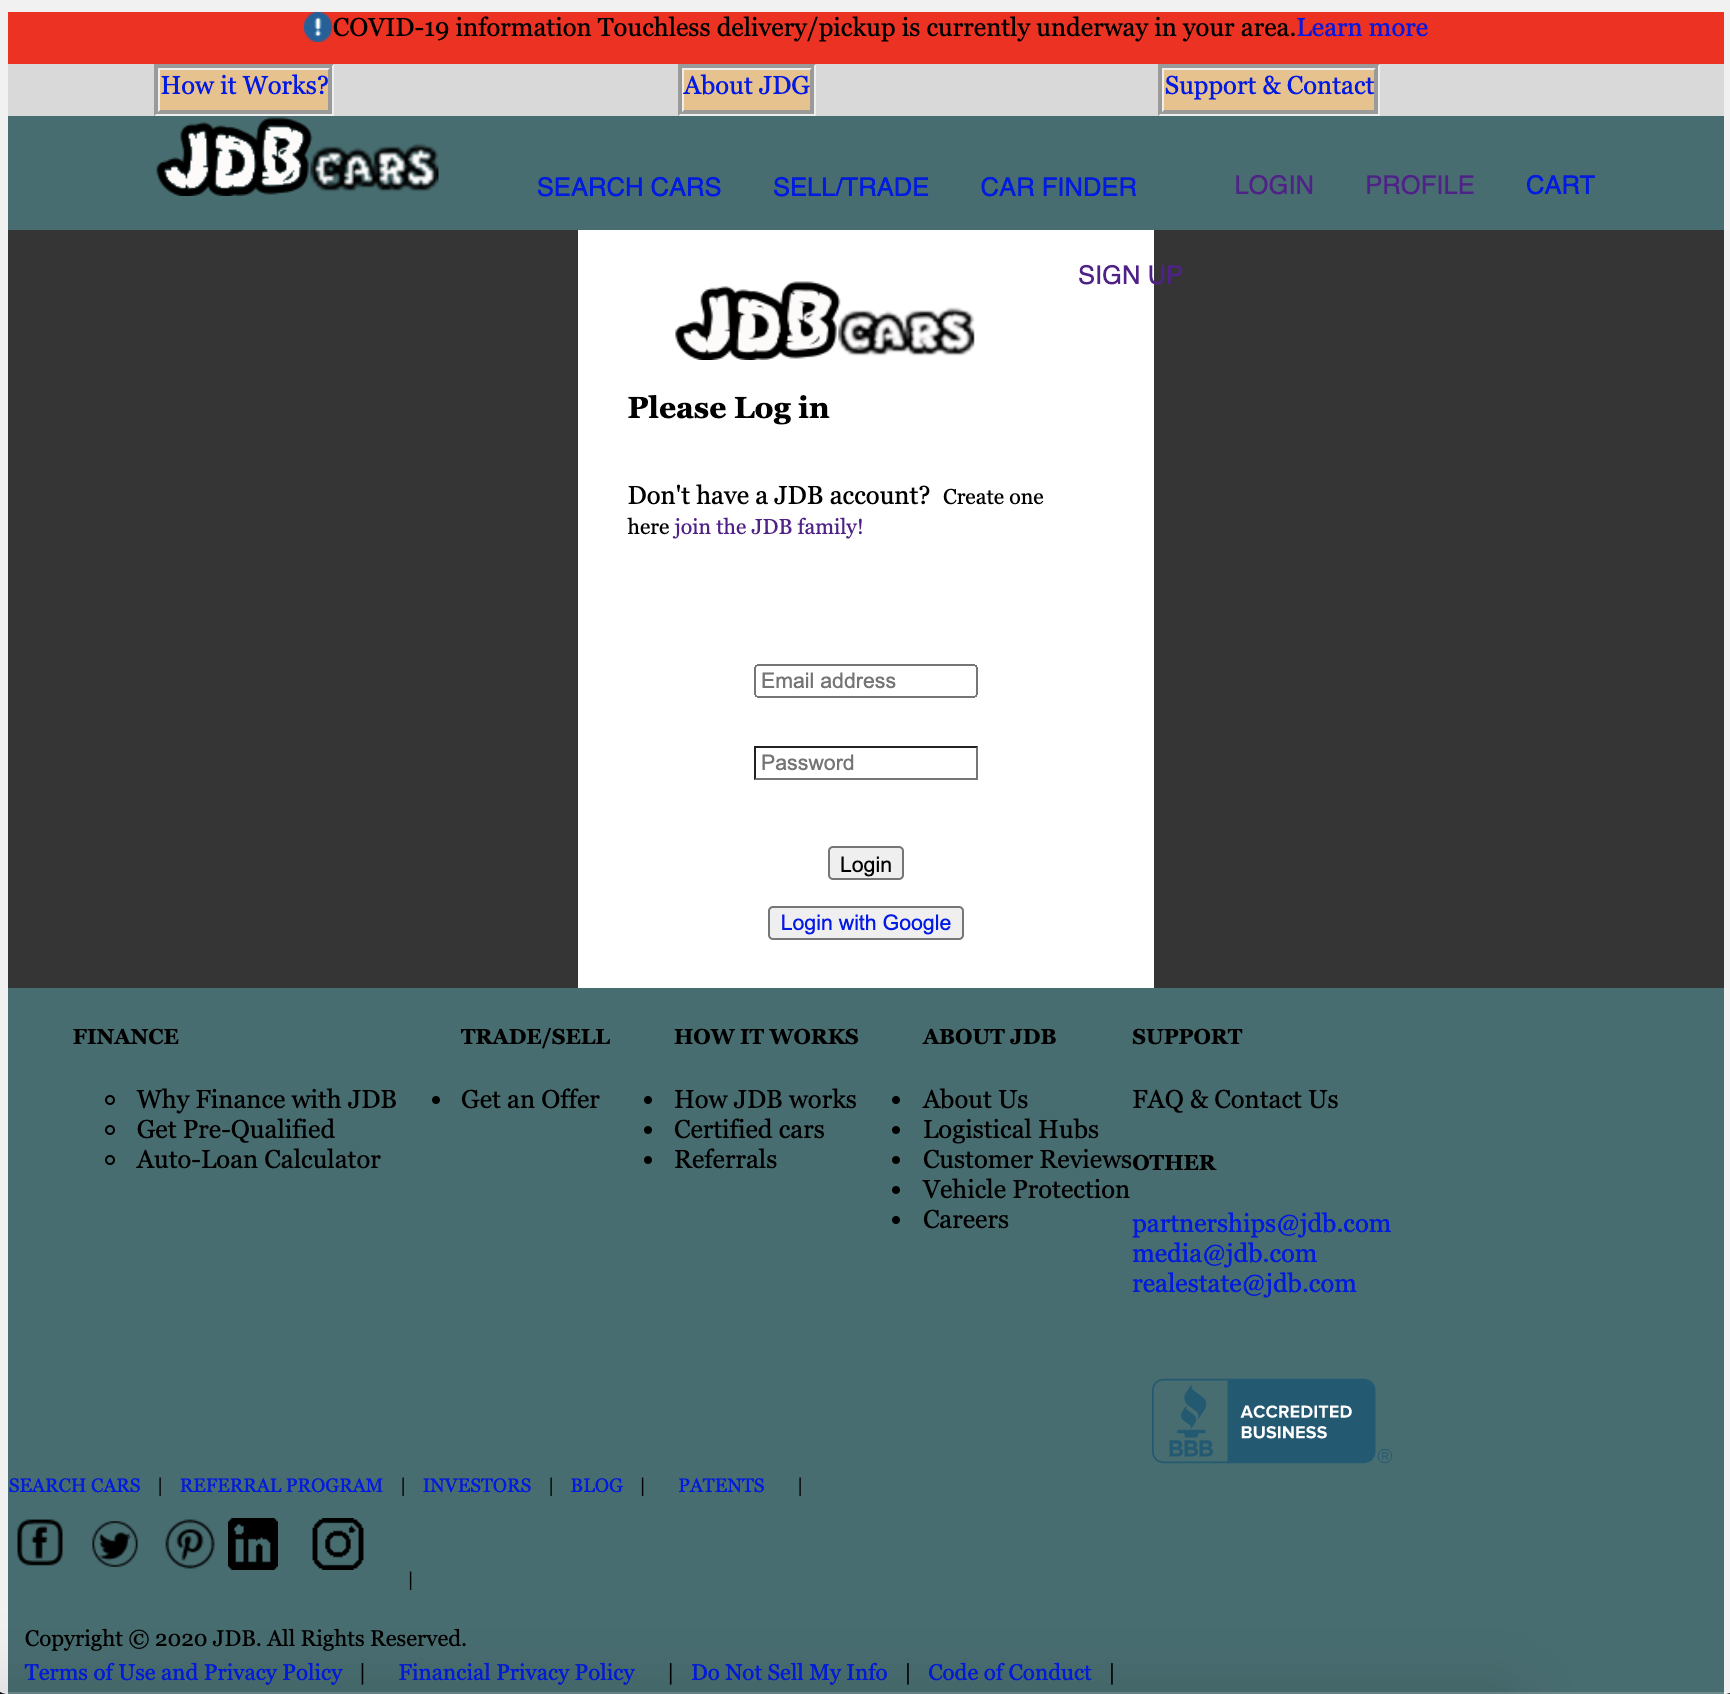 COVID-19 information Touchless delivery/pickup is currently underway in your area.Learn more
How it Works?
About JDG
Support & Contact
JDB CARS
SEARCH CARS
SELL/TRADE
CAR FINDER
LOGIN
PROFILE
CART
SIGN UP
JDB CARS
Please Log in
Don't have a JDB account? Create one
here join the JDB family!
Email address
Password
Login
Login with Google
FINANCE
Why Finance with JDB
Get Pre-Qualified
Auto-Loan Calculator
TRADE/SELL
Get an Offer
HOW IT WORKS
How JDB works
Certified cars
Referrals
ABOUT JDB
About Us
Logistical Hubs
Customer Reviews
Vehicle Protection
Careers
SUPPORT
FAQ & Contact Us
OTHER
partnerships@jdb.com
media@jdb.com
realestate@jdb.com
BBB
ACCREDITED
BUSINESS
®
SEARCH CARS | REFERRAL PROGRAM | INVESTORS | BLOG | PATENTS |
|
Copyright © 2020 JDB. All Rights Reserved.
Terms of Use and Privacy Policy | Financial Privacy Policy | Do Not Sell My Info | Code of Conduct |